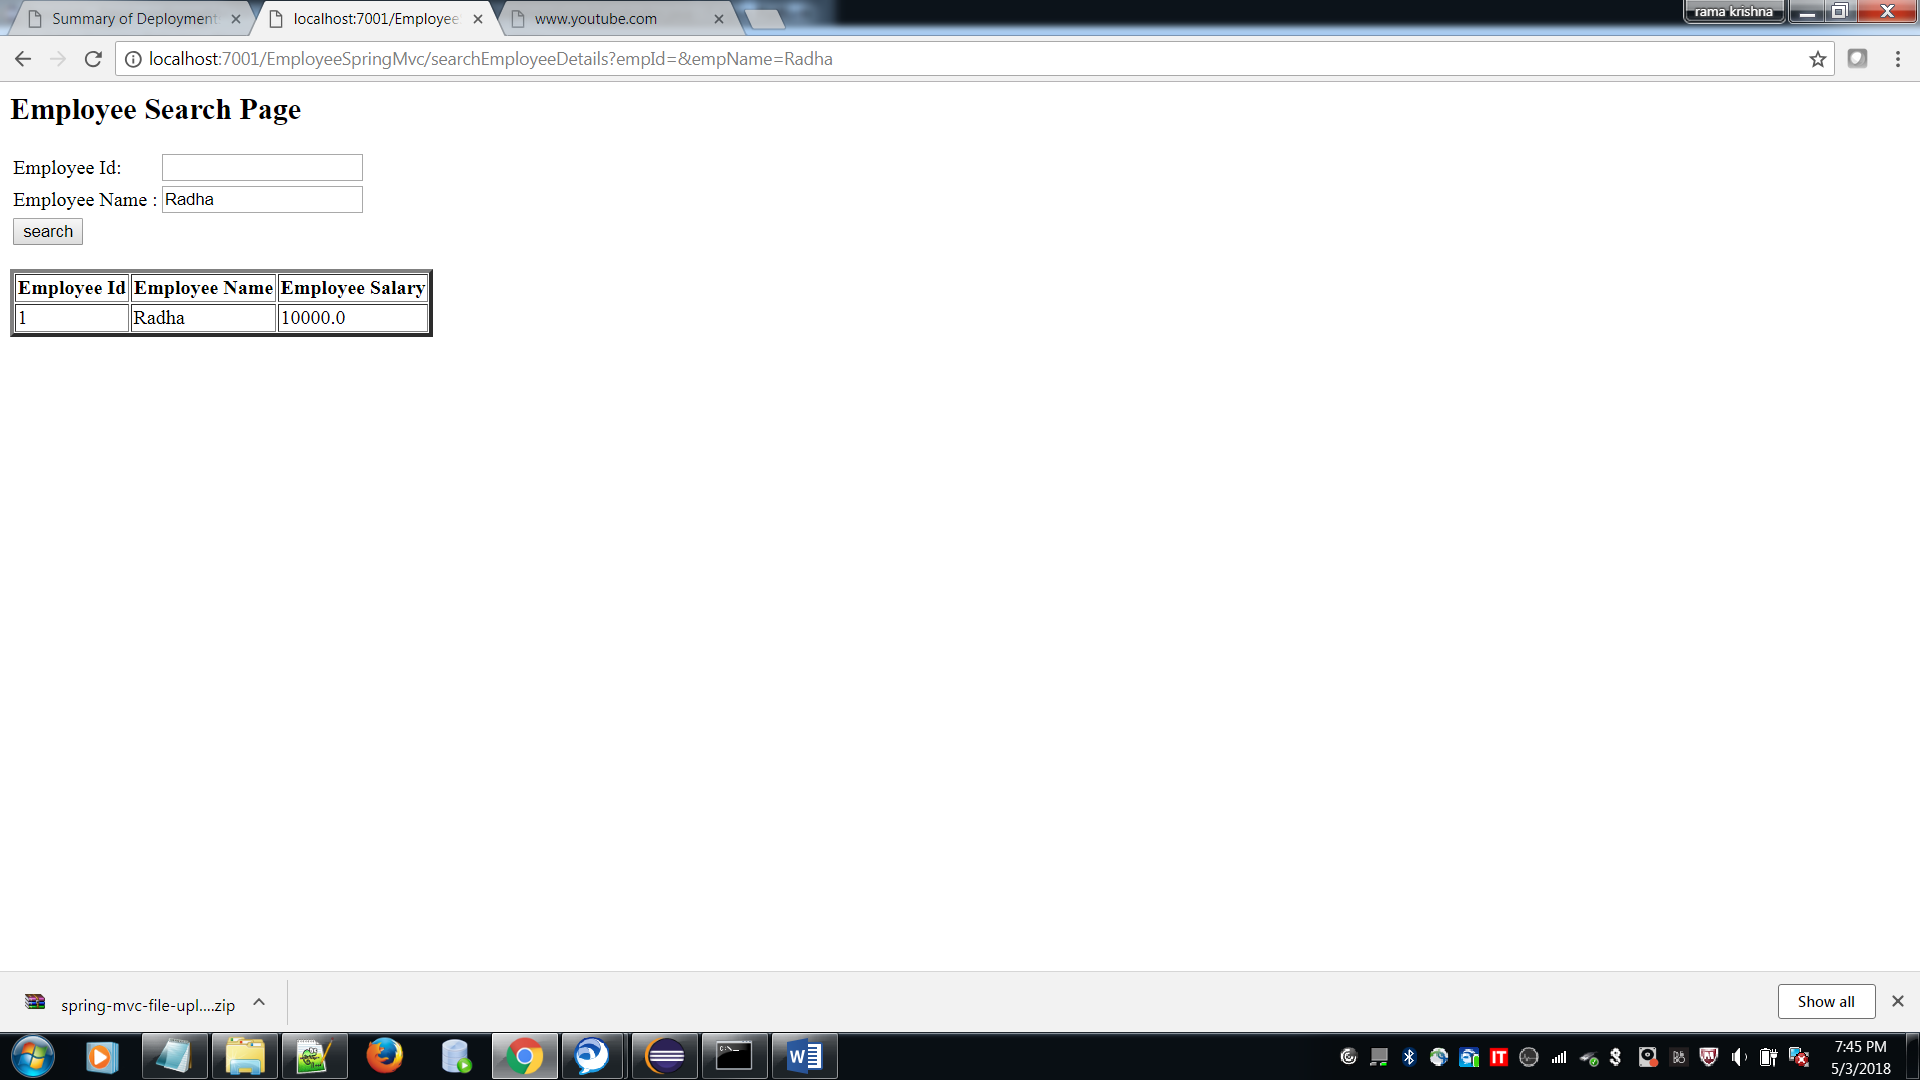 Summary of Deployment
localhost:7001/Employee
www.youtube.com
rama krishna
localhost:7001/EmployeeSpringMvc/searchEmployeeDetails?empId=&empName=Radha
Employee Search Page
Employee Id:
Employee Name : Radha
search
Employee Id Employee Name Employee Salary
1 Radha 10000.0
spring-mvc-file-upl....zip
Show all
7:45 PM
5/3/2018